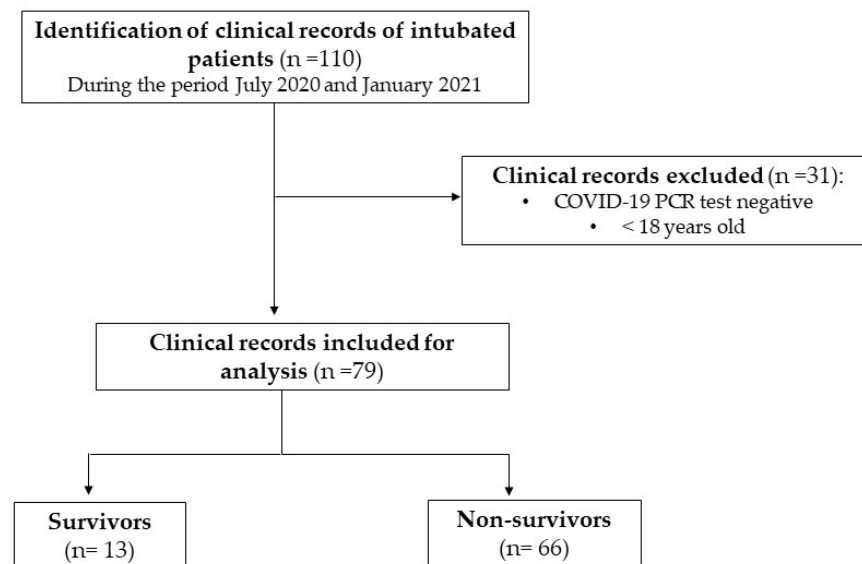 Identification of clinical records of intubated
patients (n =110)
During the period July 2020 and January 2021
Clinical records excluded (n =31):
• COVID-19 PCR test negative
• < 18 years old
Clinical records included for
analysis (n =79)
Survivors
(n= 13)
Non-survivors
(n= 66)